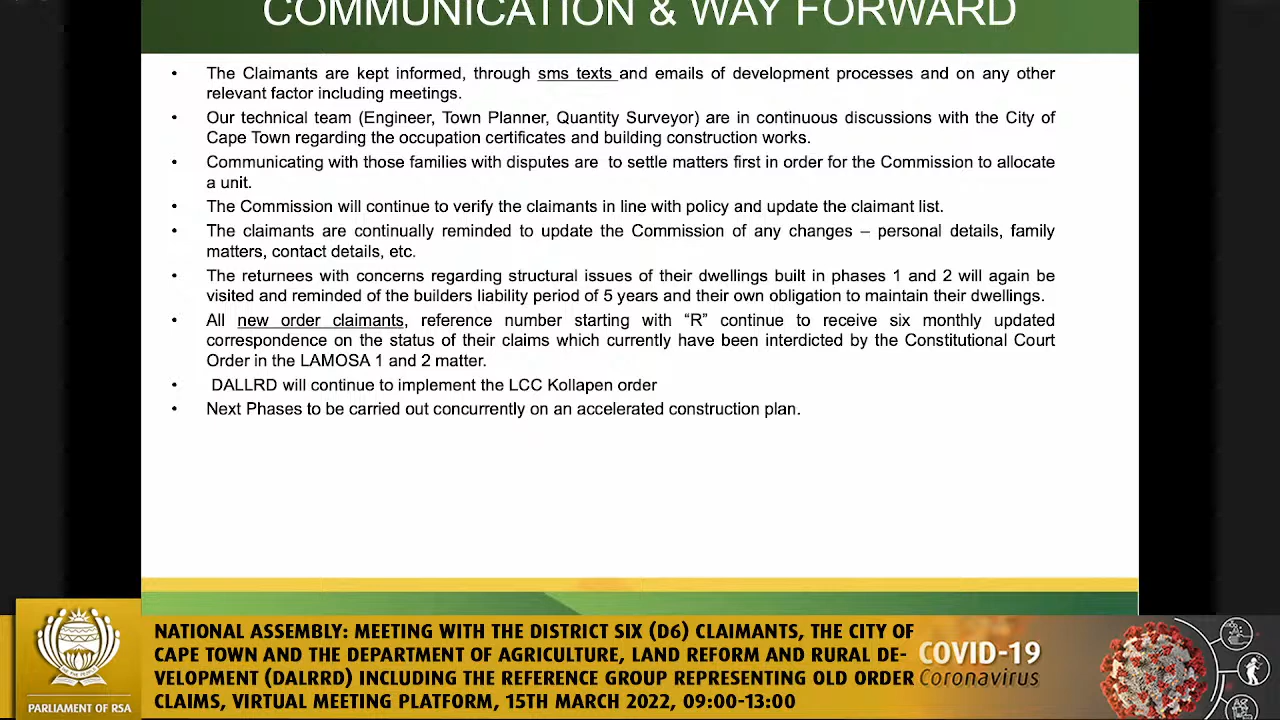 COMMUNICATION & WAY FORWARD
• The Claimants are kept informed, through sms texts and emails of development processes and on any other
relevant factor including meetings.
• Our technical team (Engineer, Town Planner, Quantity Surveyor) are in continuous discussions with the City of
Cape Town regarding the occupation certificates and building construction works.
• Communicating with those families with disputes are to settle matters first in order for the Commission to allocate
a unit.
• The Commission will continue to verify the claimants in line with policy and update the claimant list.
• The claimants are continually reminded to update the Commission of any changes – personal details, family
matters, contact details, etc.
• The returnees with concerns regarding structural issues of their dwellings built in phases 1 and 2 will again be
visited and reminded of the builders liability period of 5 years and their own obligation to maintain their dwellings.
• All new order claimants, reference number starting with “R” continue to receive six monthly updated
correspondence on the status of their claims which currently have been interdicted by the Constitutional Court
Order in the LAMOSA 1 and 2 matter.
• DALLRD will continue to implement the LCC Kollapen order
• Next Phases to be carried out concurrently on an accelerated construction plan.
NATIONAL ASSEMBLY: MEETING WITH THE DISTRICT SIX (D6) CLAIMANTS, THE CITY OF
CAPE TOWN AND THE DEPARTMENT OF AGRICULTURE, LAND REFORM AND RURAL DE-
VELOPMENT (DALRRD) INCLUDING THE REFERENCE GROUP REPRESENTING OLD ORDER
CLAIMS, VIRTUAL MEETING PLATFORM, 15TH MARCH 2022, 09:00-13:00
PARLIAMENT OF RSA
COVID-19
Coronavirus